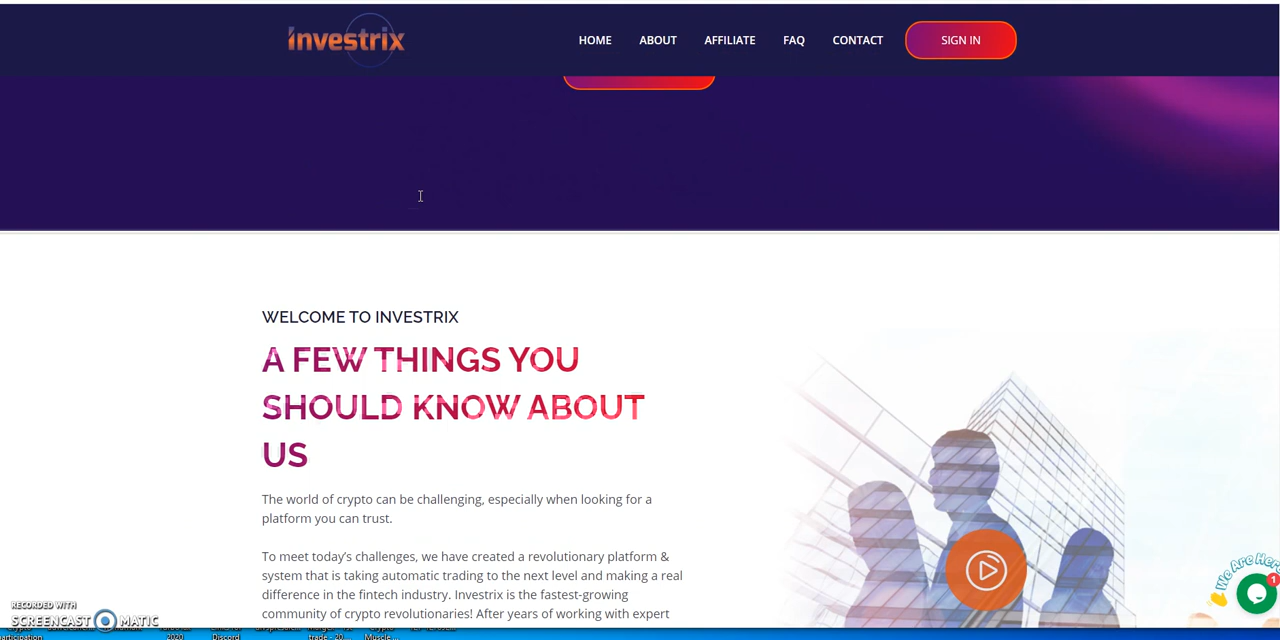 investrix
HOME ABOUT AFFILIATE FAQ CONTACT SIGN IN
WELCOME TO INVESTRIX
A FEW THINGS YOU
SHOULD KNOW ABOUT
US
The world of crypto can be challenging, especially when looking for a
platform you can trust.
To meet today's challenges, we have created a revolutionary platform &
system that is taking automatic trading to the next level and making a real
difference in the fintech industry. Investrix is the fastest-growing
community of crypto revolutionaries! After years of working with expert
We Are Here
1
RECORDED WITH
SCREENCAST MATIC
2020 Discord Muscle...